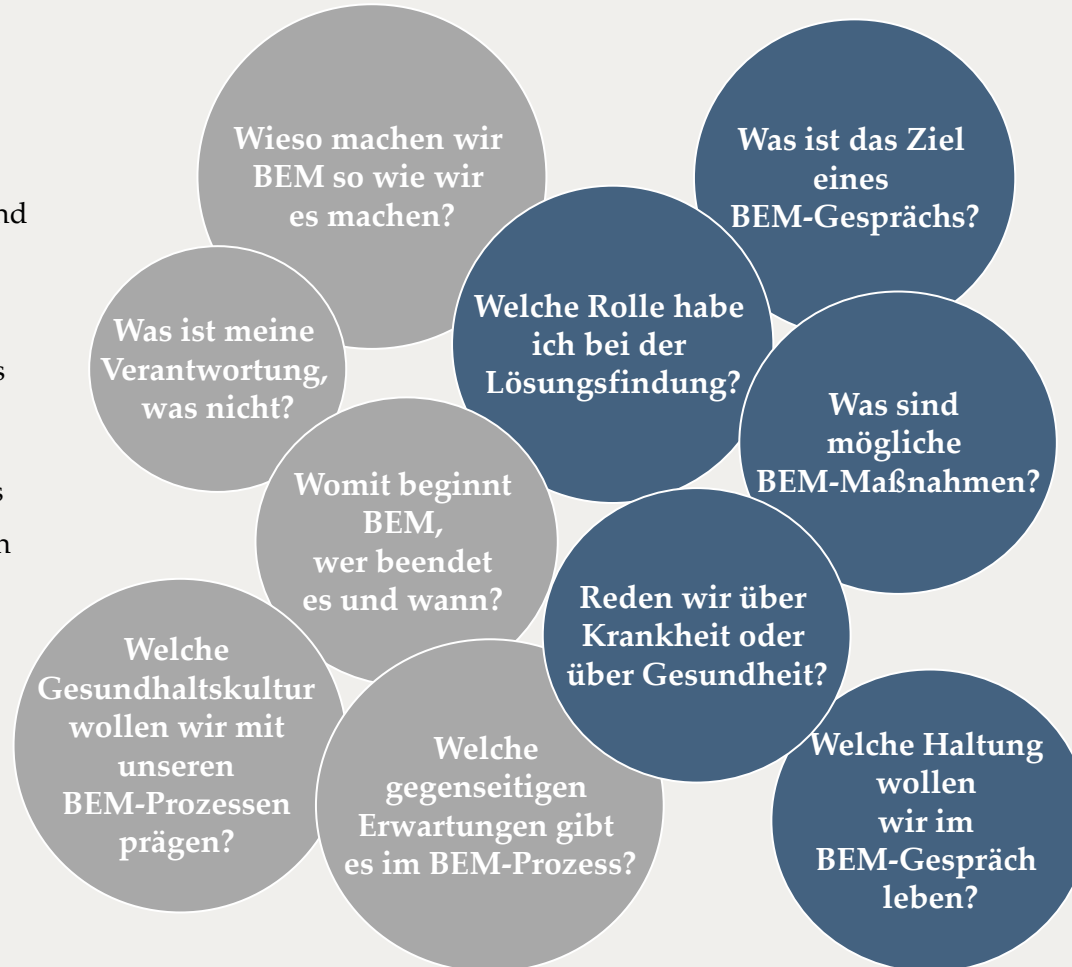 nd
s
s
n
Wieso machen wir
BEM so wie wir
es machen?
Was ist das Ziel
eines
BEM-Gesprächs?
Was ist meine
Verantwortung,
was nicht?
Welche Rolle habe
ich bei der
Lösungsfindung?
Was sind
mögliche
BEM-Maßnahmen?
Womit beginnt
BEM,
wer beendet
es und wann?
Reden wir über
Krankheit oder
über Gesundheit?
Welche
Gesundhaltskultur
wollen wir mit
unseren
BEM-Prozessen
prägen?
Welche
gegenseitigen
Erwartungen gibt
es im BEM-Prozess?
Welche Haltung
wollen
wir im
BEM-Gespräch
leben?